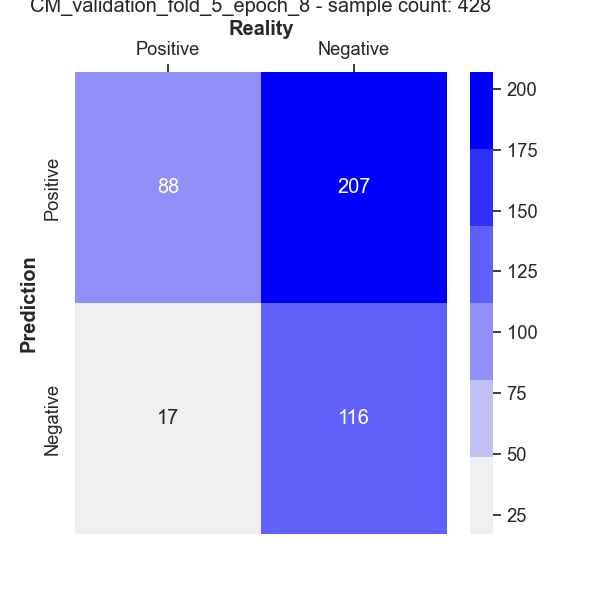 CM_validation_fold_5_epoch_8 - sample count: 428
Reality
Positive Negative
Prediction
Positive
Negative
88 207
17 116
200
175
150
125
100
75
50
25